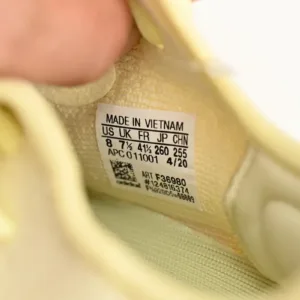 MADE IN VIETNAM
US UK FR JP CHN
8 7½ 41⅓ 260 255
APC 011001 4/20
ART F36980
#124816374